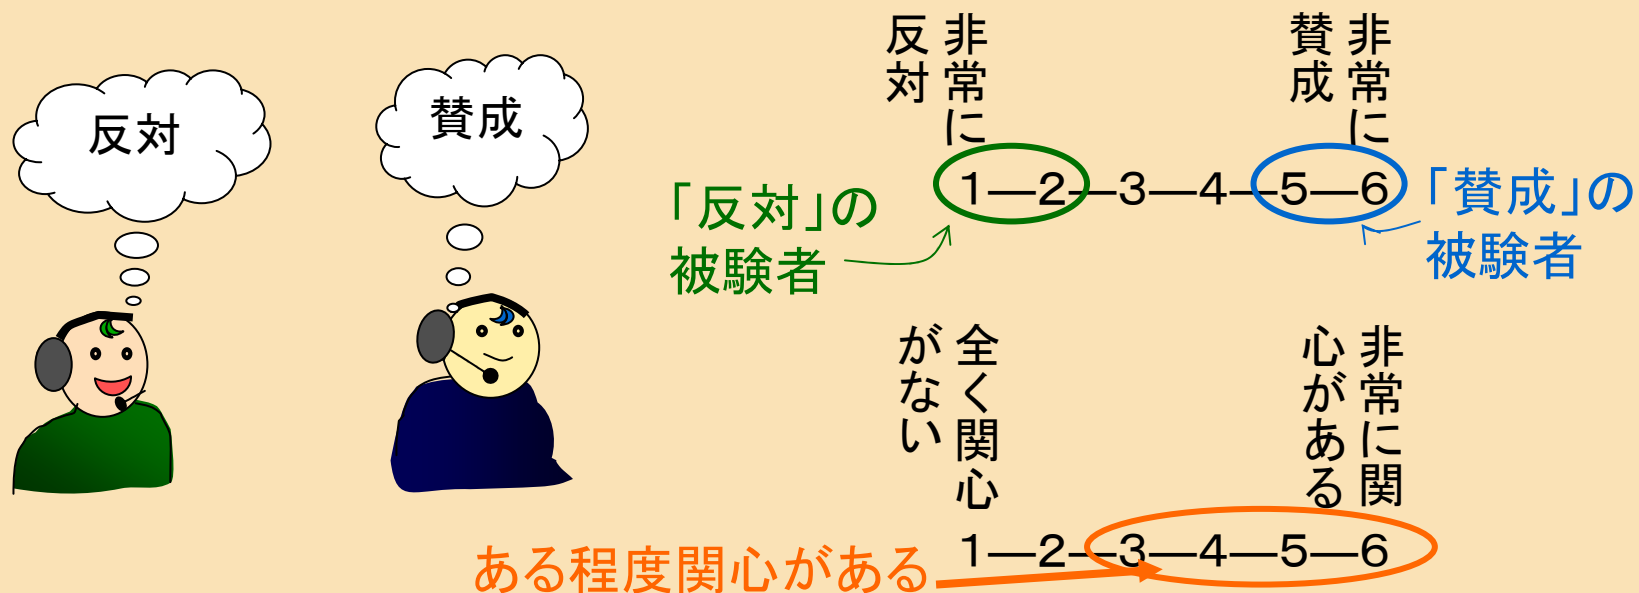 反対
賛成
非常に
反対
非常に
賛成
1―2―3―4―5―6
「反対」の
被験者
「賛成」の
被験者
全く関心
がない
非常に関
心がある
1―2―3―4―5―6
ある程度関心がある